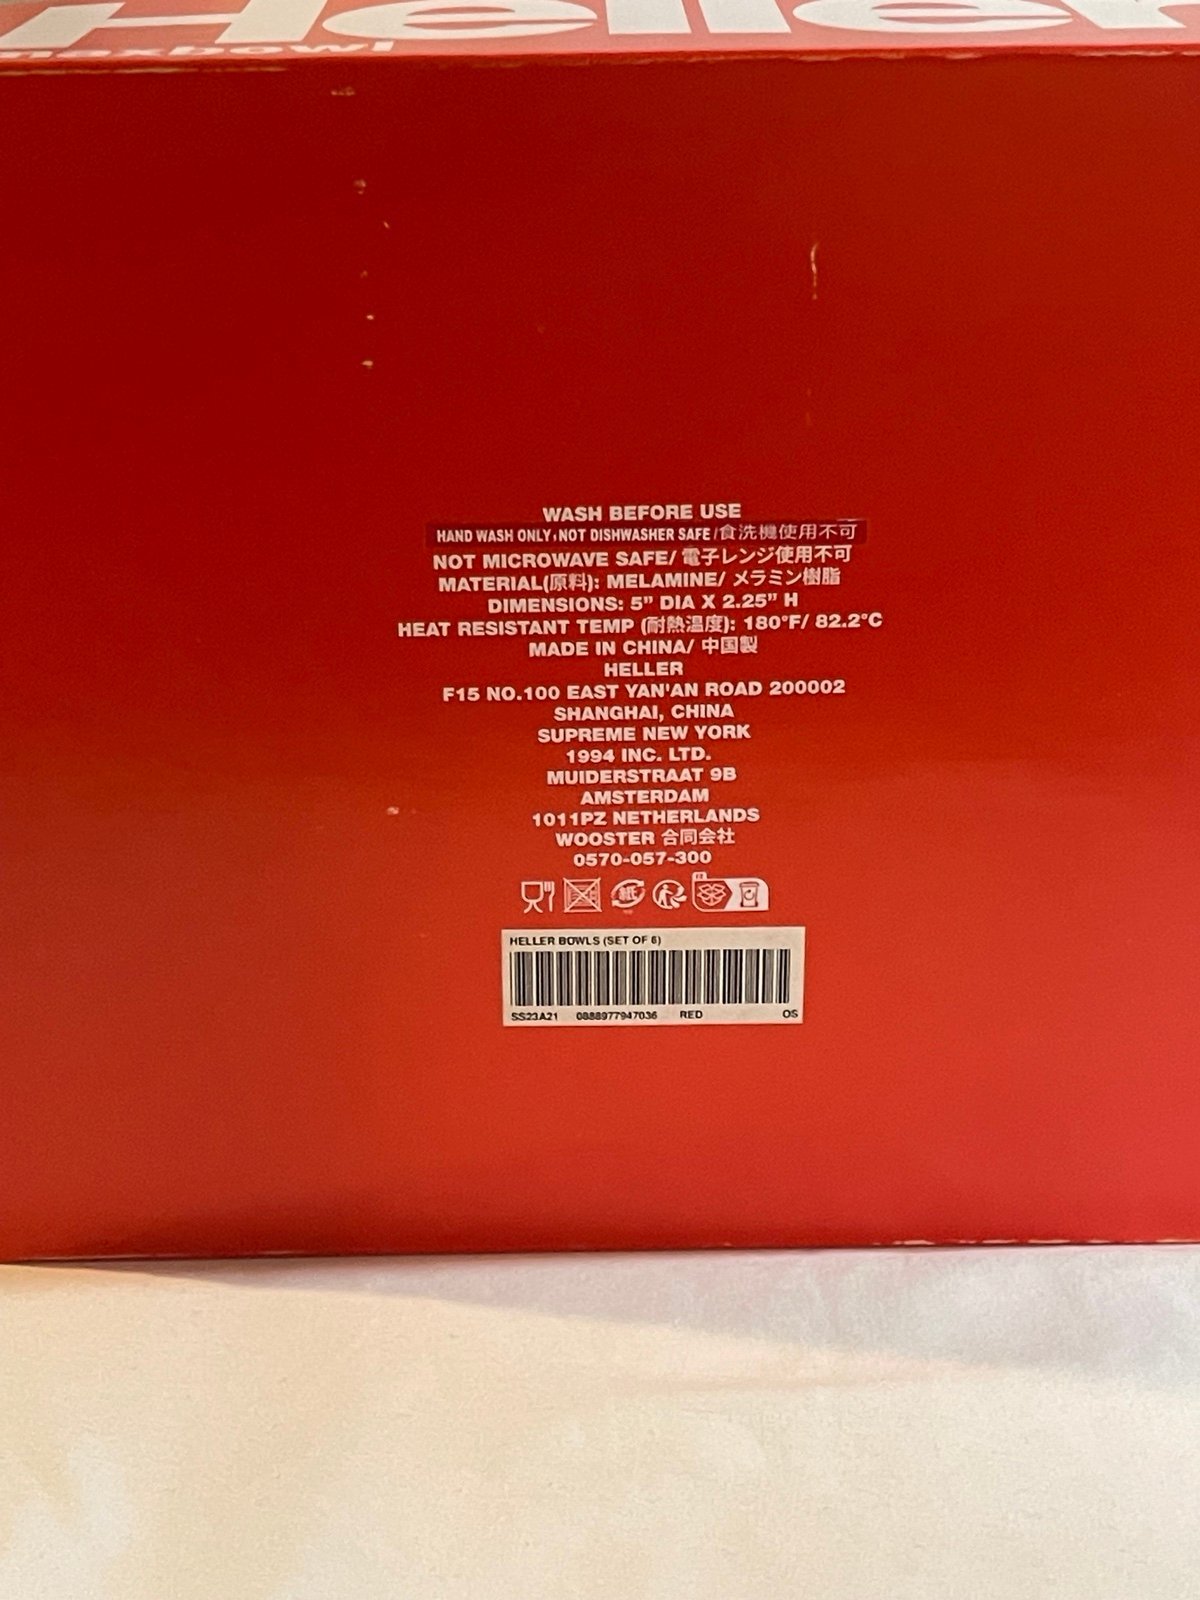 Heller
WASH BEFORE USE
HAND WASH ONLY, NOT DISHWASHER SAFE /食洗機使用不可
NOT MICROWAVE SAFE/ 電子レンジ使用不可
MATERIAL(原料): MELAMINE/ メラミン樹脂
DIMENSIONS: 5” DIA X 2.25” H
HEAT RESISTANT TEMP (耐熱温度): 180°F/ 82.2°C
MADE IN CHINA/ 中国製
HELLER
F15 NO.100 EAST YAN'AN ROAD 200002
SHANGHAI, CHINA
SUPREME NEW YORK
1994 INC. LTD.
MUIDERSTRAAT 9B
AMSTERDAM
1011PZ NETHERLANDS
WOOSTER 合同会社
0570-057-300
紙
HELLER BOWLS (SET OF 6)
SS23A21 0888977947036 RED OS